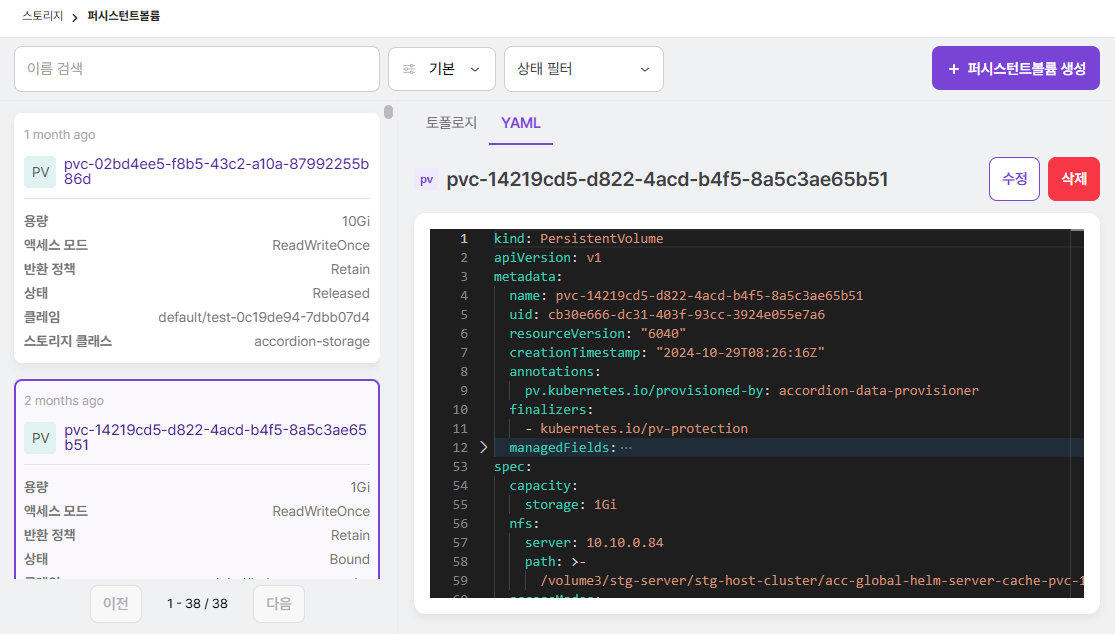 스토리지 > 퍼시스턴트볼륨
이름 검색
기본
상태 필터
+ 퍼시스턴트볼륨 생성
1 month ago
PV
pvc-02bd4ee5-f8b5-43c2-a10a-87992255b
86d
용량 10Gi
액세스 모드 ReadWriteOnce
반환 정책 Retain
상태 Released
클레임 default/test-0c19de94-7dbb07d4
스토리지 클래스 accordion-storage
2 months ago
PV
pvc-14219cd5-d822-4acd-b4f5-8a5c3ae65
b51
용량 1Gi
액세스 모드 ReadWriteOnce
반환 정책 Retain
상태 Bound
이전 1 - 38 / 38 다음
토폴로지 YAML
pv pvc-14219cd5-d822-4acd-b4f5-8a5c3ae65b51
수정 삭제
1 kind: PersistentVolume
2 apiVersion: v1
3 metadata:
4 name: pvc-14219cd5-d822-4acd-b4f5-8a5c3ae65b51
5 uid: cb30e666-dc31-403f-93cc-3924e055e7a6
6 resourceVersion: "6040"
7 creationTimestamp: "2024-10-29T08:26:16Z"
8 annotations:
9 pv.kubernetes.io/provisioned-by: accordion-data-provisioner
10 finalizers:
11 - kubernetes.io/pv-protection
12 managedFields: ···
53 spec:
54 capacity:
55 storage: 1Gi
56 nfs:
57 server: 10.10.0.84
58 path: >-
59 /volume3/stg-server/stg-host-cluster/acc-global-helm-server-cache-pvc-1